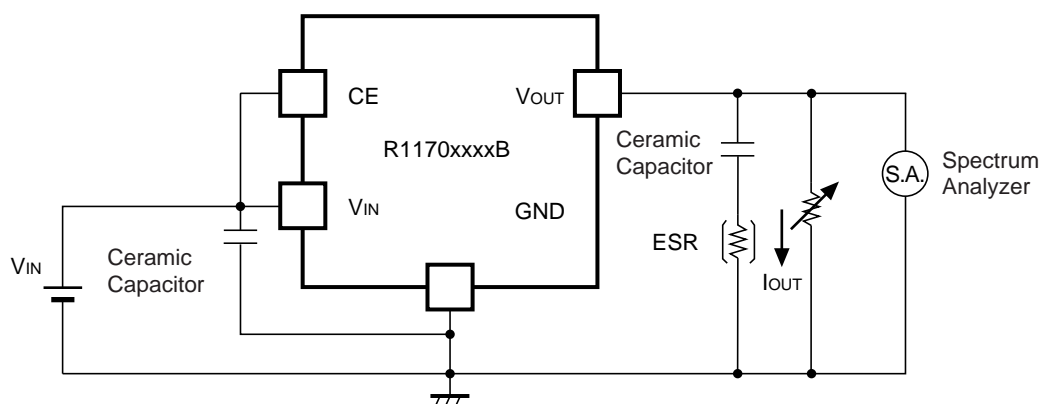 CE
VOUT
R1170xxxxB
VIN
GND
Ceramic
Capacitor
S.A.
Spectrum
Analyzer
ESR
IOUT
VIN
Ceramic
Capacitor